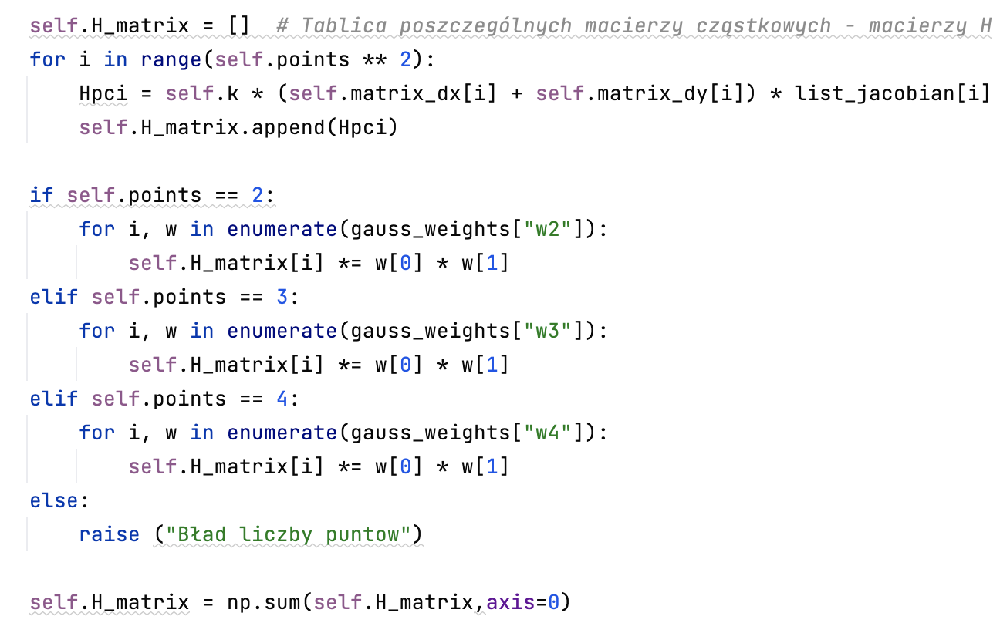 self.H_matrix = []  # Tablica poszczególnych macierzy cząstkowych - macierzy H
for i in range(self.points ** 2):
    Hpci = self.k * (self.matrix_dx[i] + self.matrix_dy[i]) * list_jacobian[i]
    self.H_matrix.append(Hpci)

if self.points == 2:
    for i, w in enumerate(gauss_weights["w2"]):
        self.H_matrix[i] *= w[0] * w[1]
elif self.points == 3:
    for i, w in enumerate(gauss_weights["w3"]):
        self.H_matrix[i] *= w[0] * w[1]
elif self.points == 4:
    for i, w in enumerate(gauss_weights["w4"]):
        self.H_matrix[i] *= w[0] * w[1]
else:
    raise ("Bład liczby puntow")

self.H_matrix = np.sum(self.H_matrix,axis=0)